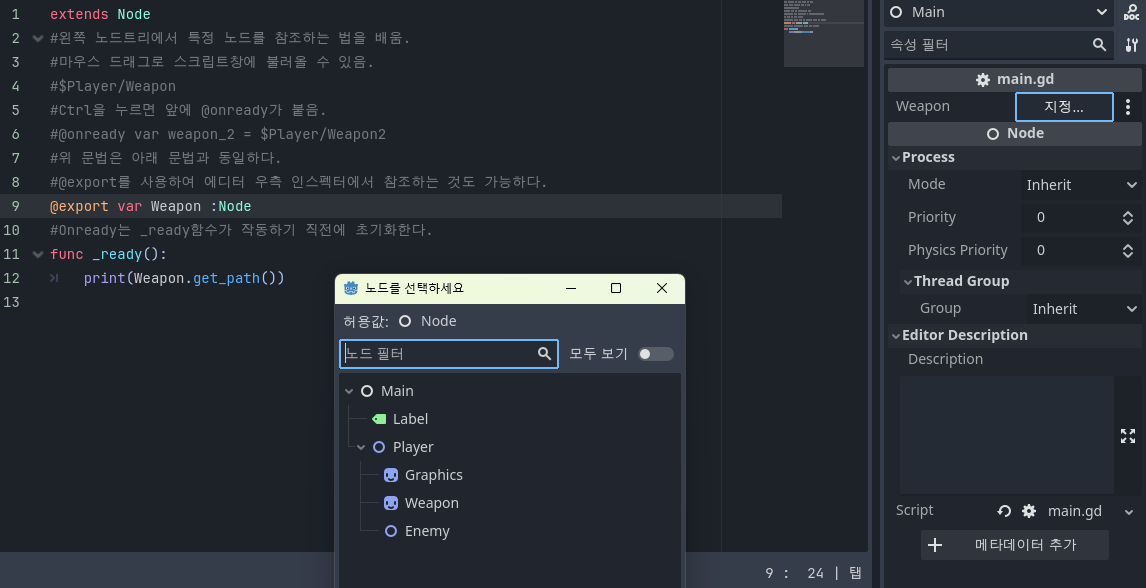 1 extends Node
2 #왼쪽 노드트리에서 특정 노드를 참조하는 법을 배움.
3 #마우스 드래그로 스크립트창에 불러올 수 있음.
4 #$Player/Weapon
5 #Ctrl을 누르면 앞에 @onready가 붙음.
6 #@onready var weapon_2 = $Player/Weapon2
7 #위 문법은 아래 문법과 동일하다.
8 #@export를 사용하여 에디터 우측 인스펙터에서 참조하는 것도 가능하다.
9 @export var Weapon :Node
10 #Onready는 _ready함수가 작동하기 직전에 초기화한다.
11 func _ready():
12 print(Weapon.get_path())
13
노드를 선택하세요
허용값: Node
노드 필터 모두 보기
Main
Label
Player
Graphics
Weapon
Enemy
9 : 24 | 탭
Main
DOC
속성 필터
main.gd
Weapon 지정...
Node
Process
Mode Inherit
Priority 0
Physics Priority 0
Thread Group
Group Inherit
Editor Description
Description
Script main.gd
메타데이터 추가